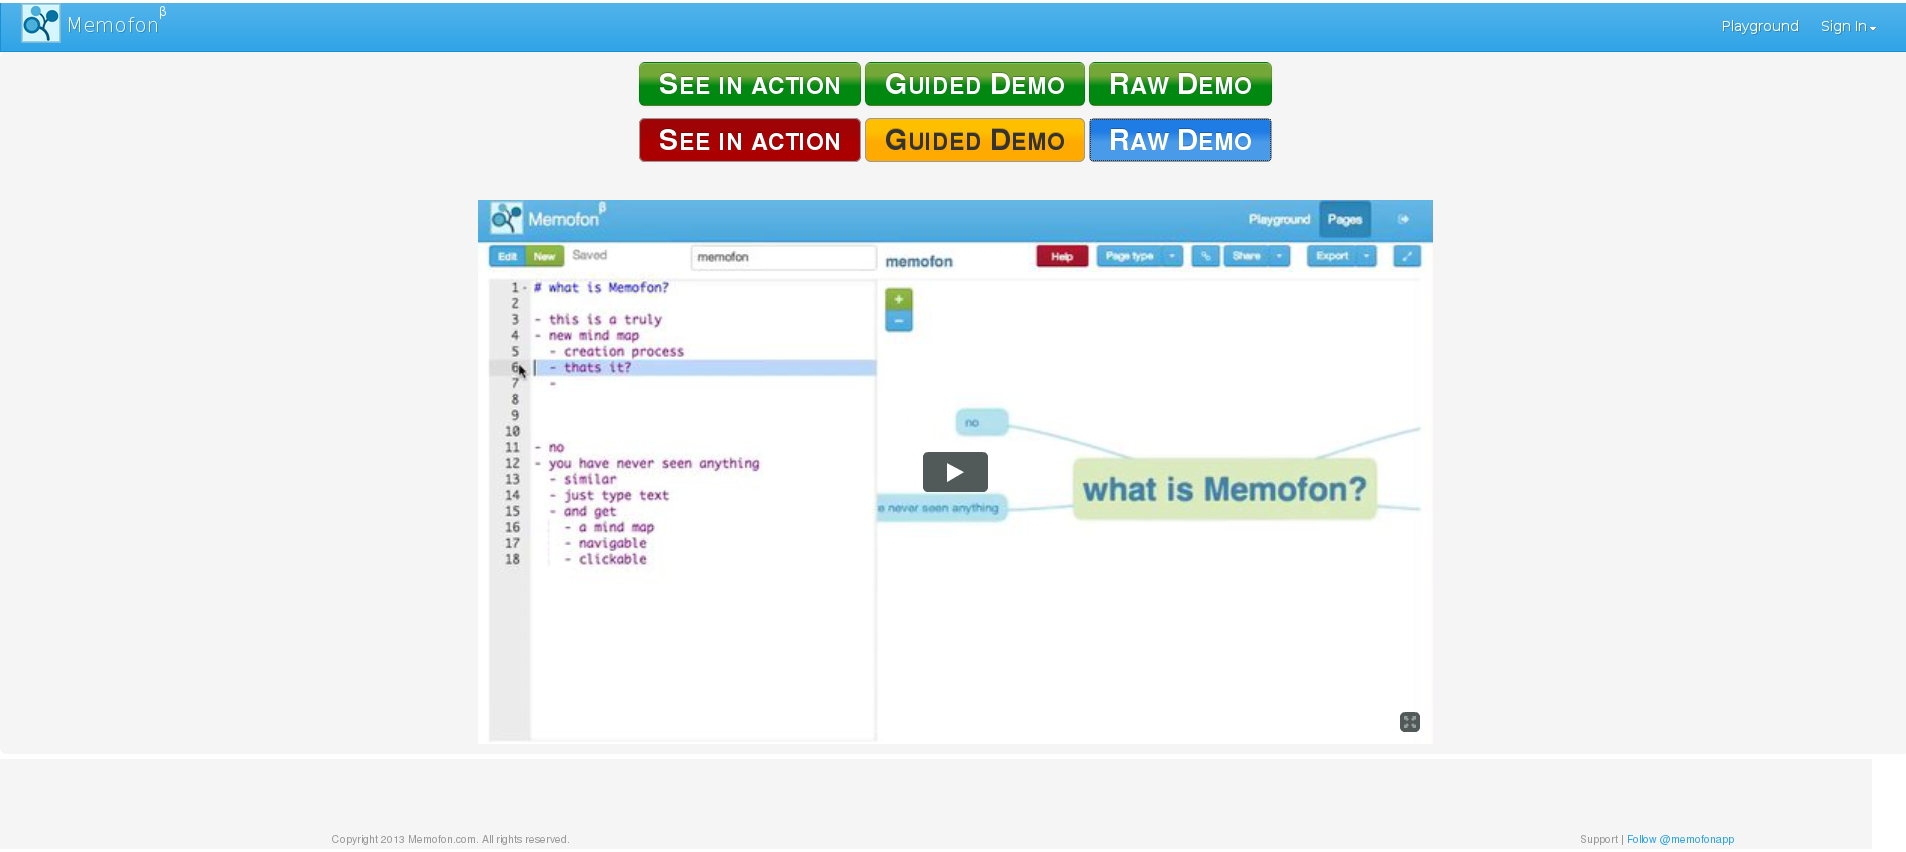 Memofon β
Playground Sign In
SEE IN ACTION GUIDED DEMO RAW DEMO
SEE IN ACTION GUIDED DEMO RAW DEMO
Memofon β
Playground Pages
Edit New Saved memofon memofon Help Page type Share Export
1 # what is Memofon?
2
3 - this is a truly
4 - new mind map
5 - creation process
6 - thats it?
7 -
8
9
10
11 - no
12 - you have never seen anything
13 - similar
14 - just type text
15 - and get
16 - a mind map
17 - navigable
18 - clickable
+
−
no
what is Memofon?
e never seen anything
Copyright 2013 Memofon.com. All rights reserved.
Support | Follow @memofonapp